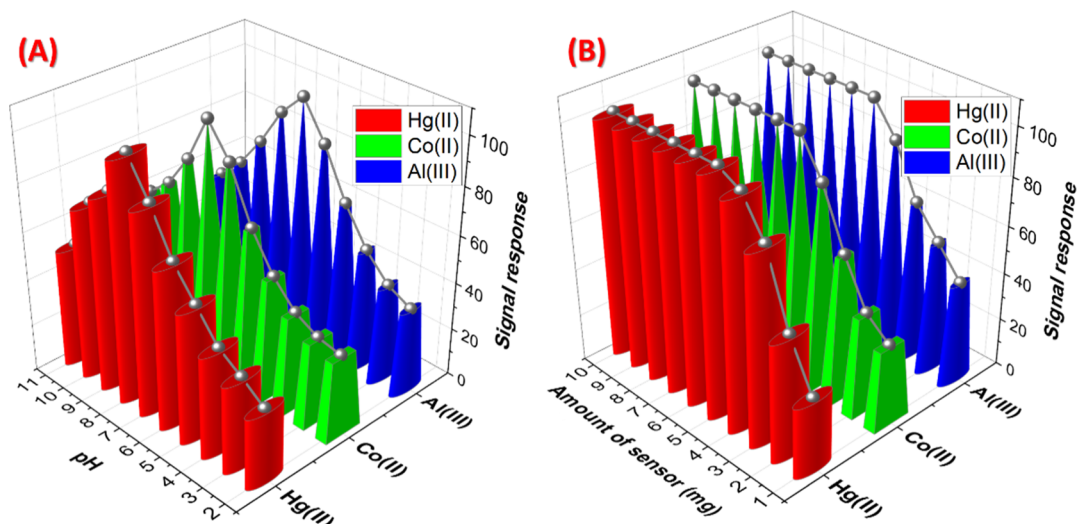 (A)
Hg(II)
Co(II)
Al(III)
100
80
60
40
20
0
Signal response
11
10
9
8
7
6
5
4
3
2
pH
Hg(II)
Co(II)
Al(III)
(B)
Hg(II)
Co(II)
Al(III)
100
80
60
40
20
0
Signal response
10
9
8
7
6
5
4
3
2
1
Amount of sensor (mg)
Hg(II)
Co(II)
Al(III)